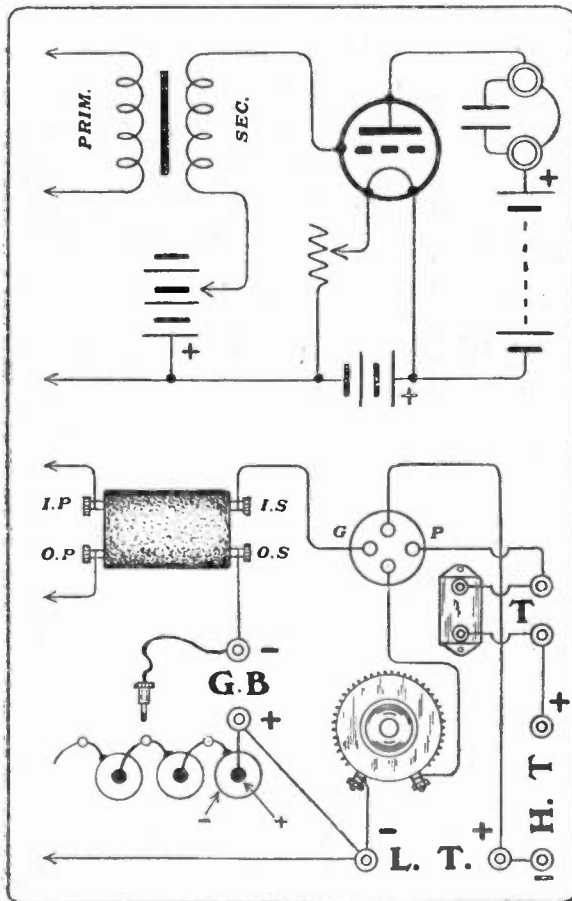 PRIM.
SEC.
+
+
+
I.P
I.S
O.P
O.S
G
P
T
-
G.B
+
- +
+
H. T
-
- +
L. T.